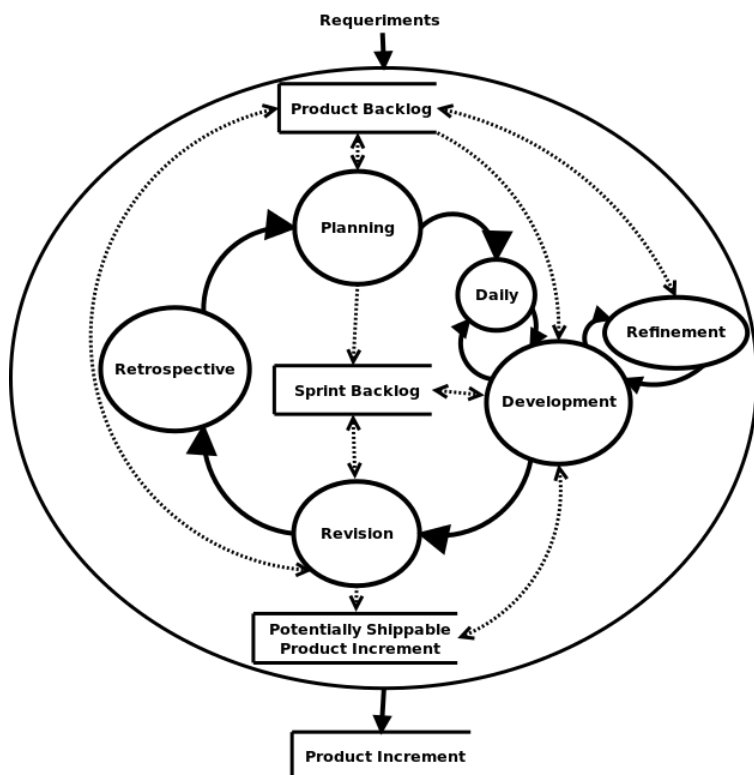 Requeriments
Product Backlog
Planning
Daily
Refinement
Retrospective
Sprint Backlog
Development
Revision
Potentially Shippable
Product Increment
Product Increment